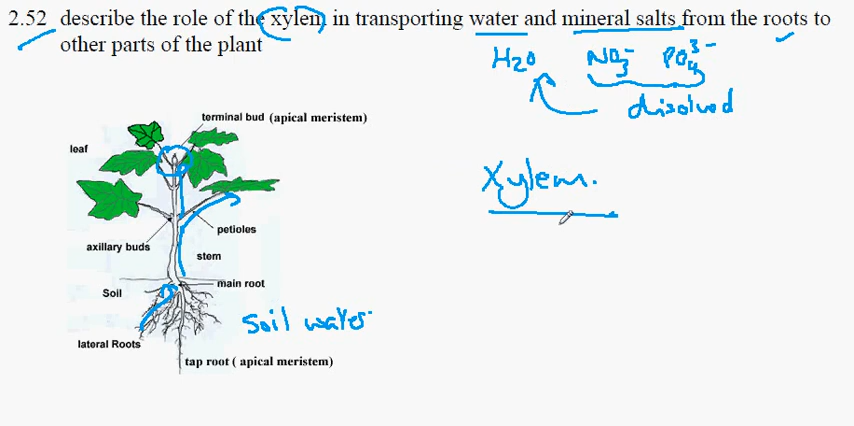 2.52 describe the role of the xylem in transporting water and mineral salts from the roots to
other parts of the plant
H2O NO3- PO4 3-
dissolved
terminal bud (apical meristem)
leaf
Xylem.
petioles
axillary buds
stem
main root
Soil
soil water
lateral Roots
tap root ( apical meristem)